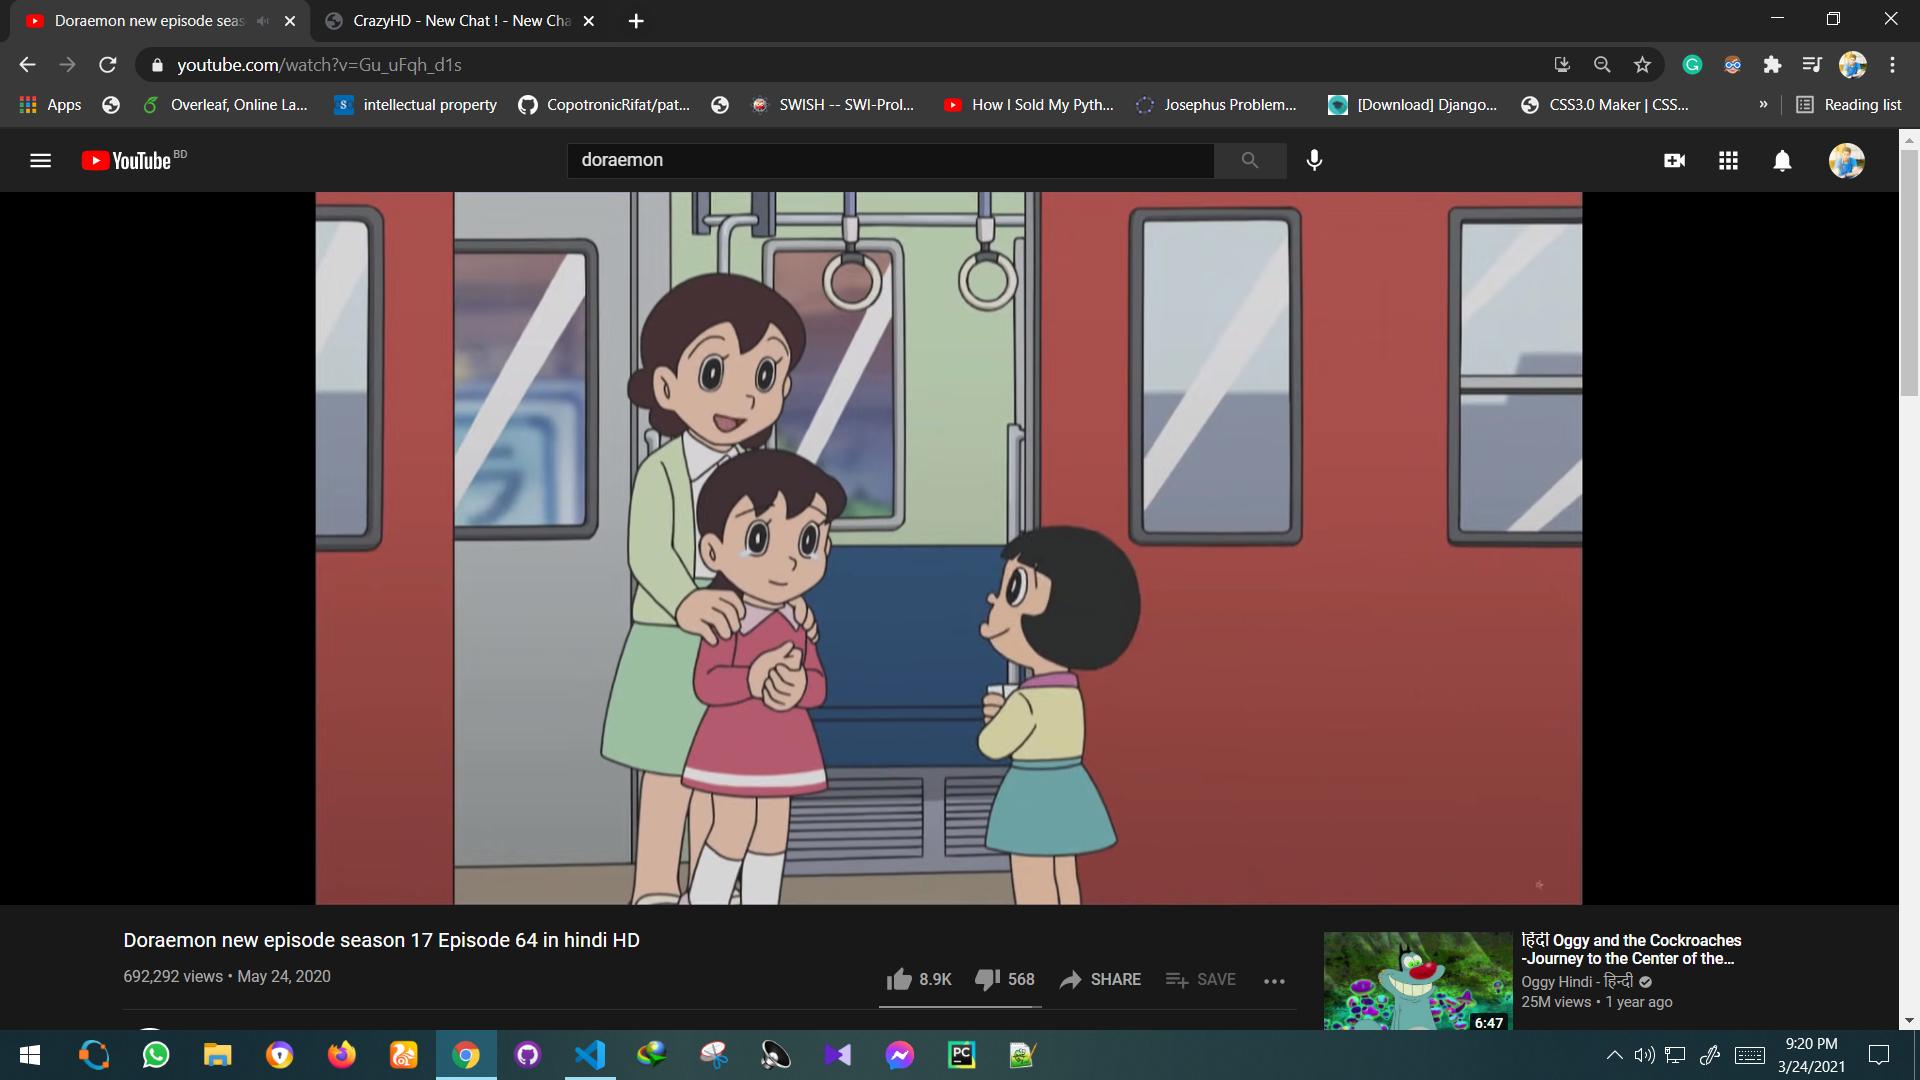 Doraemon new episode seas
CrazyHD - New Chat ! - New Cha
youtube.com/watch?v=Gu_uFqh_d1s
Apps
Overleaf, Online La...
intellectual property
CopotronicRifat/pat...
SWISH -- SWI-Prol...
How I Sold My Pyth...
Josephus Problem...
[Download] Django...
CSS3.0 Maker | CSS...
»
Reading list
YouTube BD
doraemon
ラ
Doraemon new episode season 17 Episode 64 in hindi HD
692,292 views • May 24, 2020
8.9K
568
SHARE
SAVE
हिंदी Oggy and the Cockroaches
-Journey to the Center of the...
Oggy Hindi - हिन्दी
25M views • 1 year ago
6:47
9:20 PM
3/24/2021